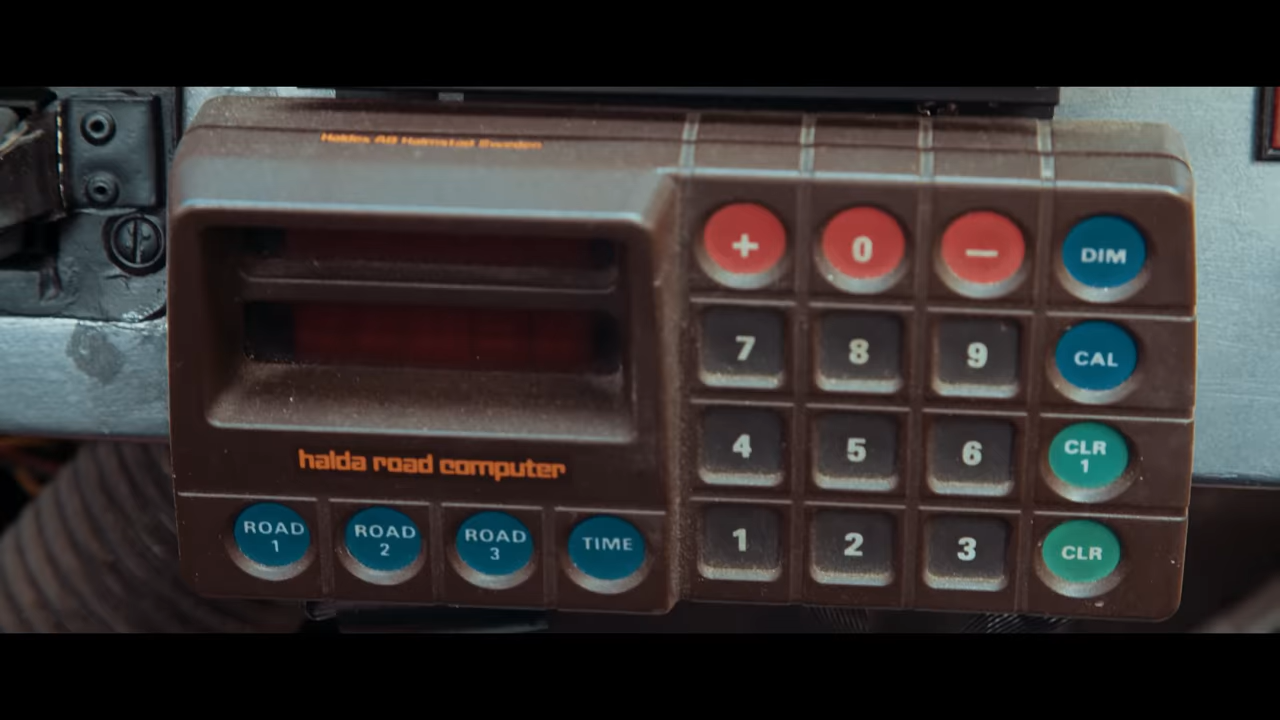 Haldex AB Halmstad Sweden
+ 0 − DIM
7 8 9 CAL
4 5 6 CLR 1
halda road computer
1 2 3 CLR
ROAD 1
ROAD 2
ROAD 3
TIME